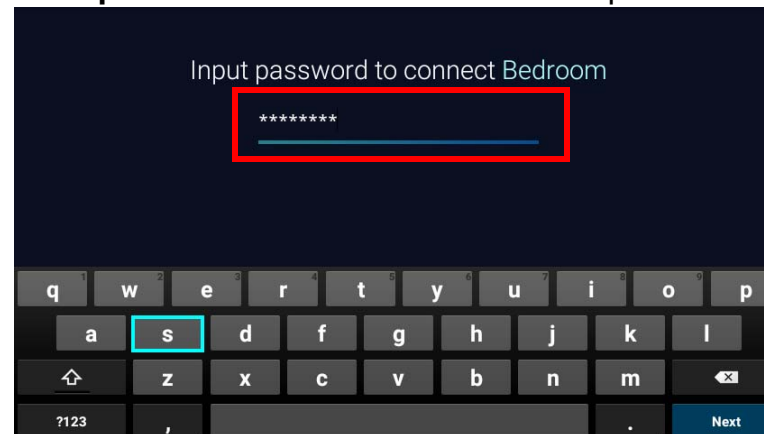 Input password to connect Bedroom
********
q 1 w 2 e 3 r 4 t 5 y 6 u 7 i 8 o 9 p
a s d f g h j k l
z x c v b n m
?123 , . Next